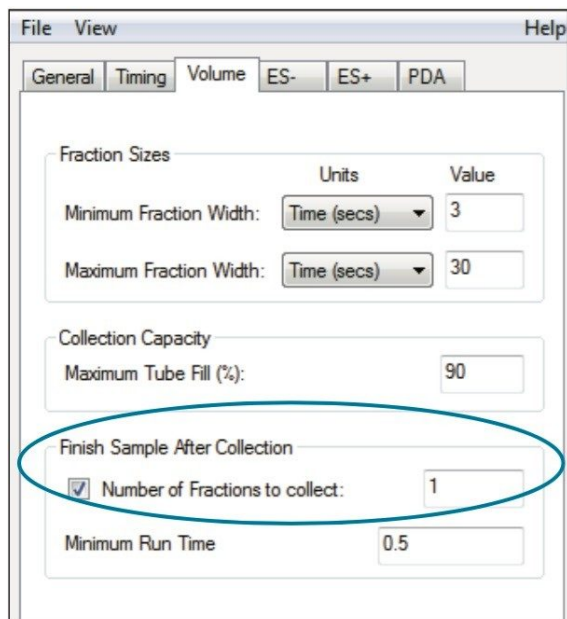 File View Help
General Timing Volume ES- ES+ PDA
Fraction Sizes
Units Value
Minimum Fraction Width: Time (secs) 3
Maximum Fraction Width: Time (secs) 30
Collection Capacity
Maximum Tube Fill (%): 90
Finish Sample After Collection
Number of Fractions to collect: 1
Minimum Run Time 0.5